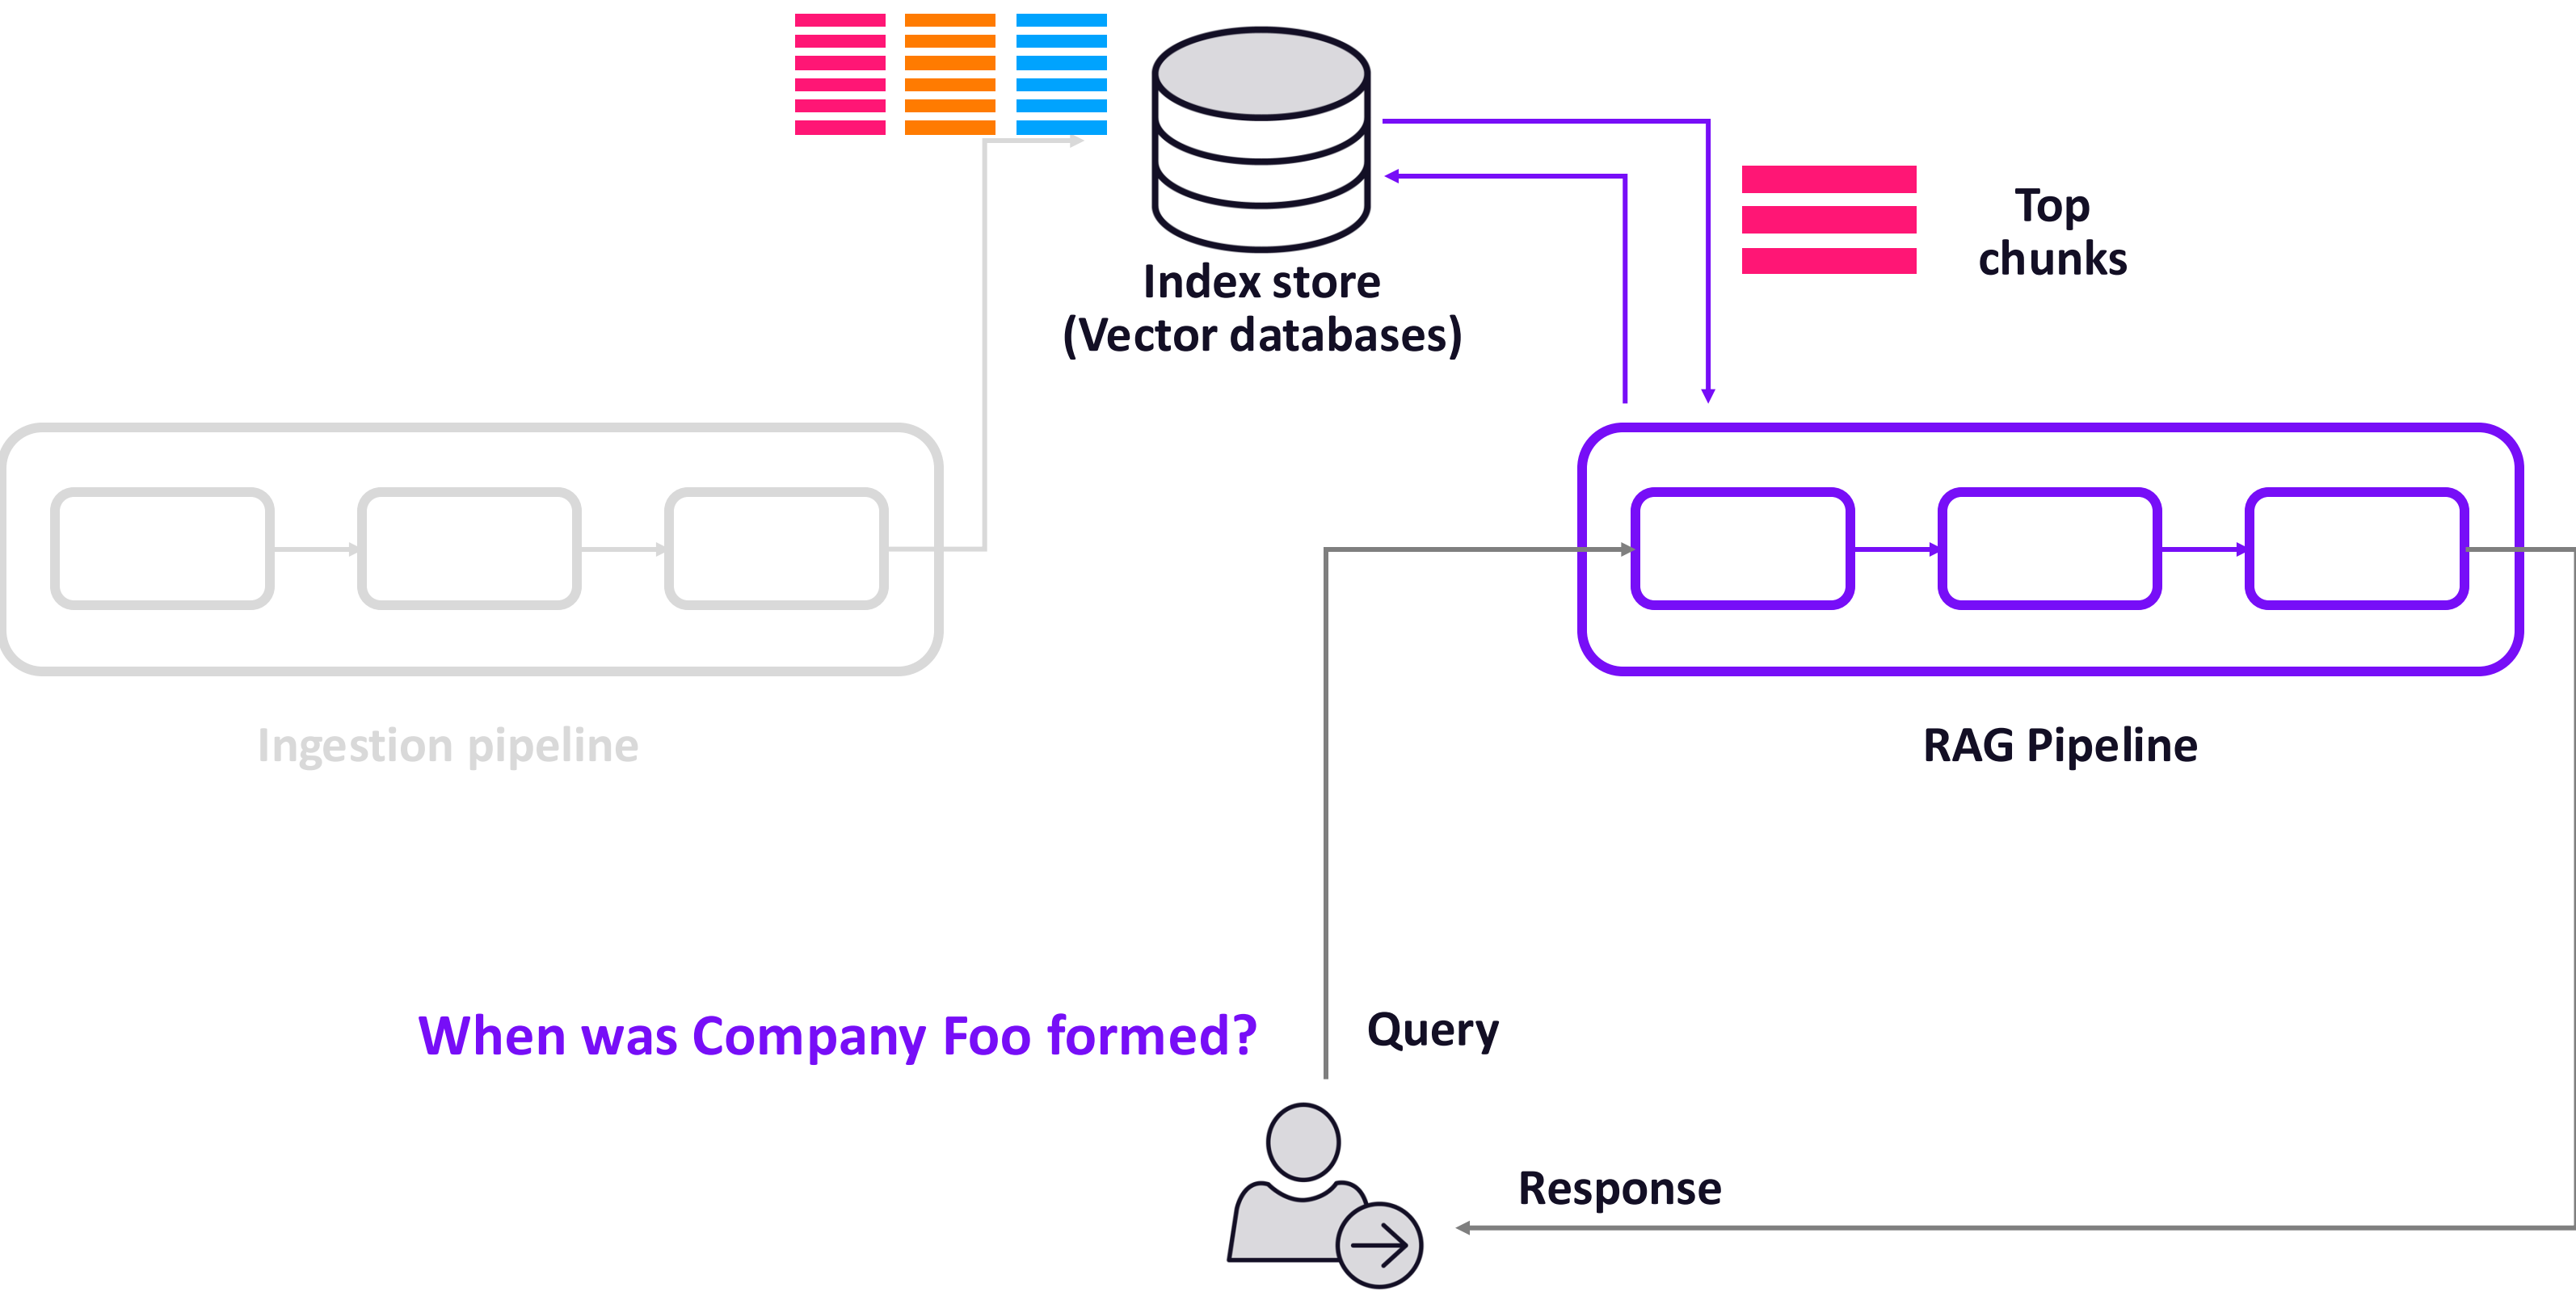 Index store
(Vector databases)
Top
chunks
Ingestion pipeline
RAG Pipeline
When was Company Foo formed?
Query
Response